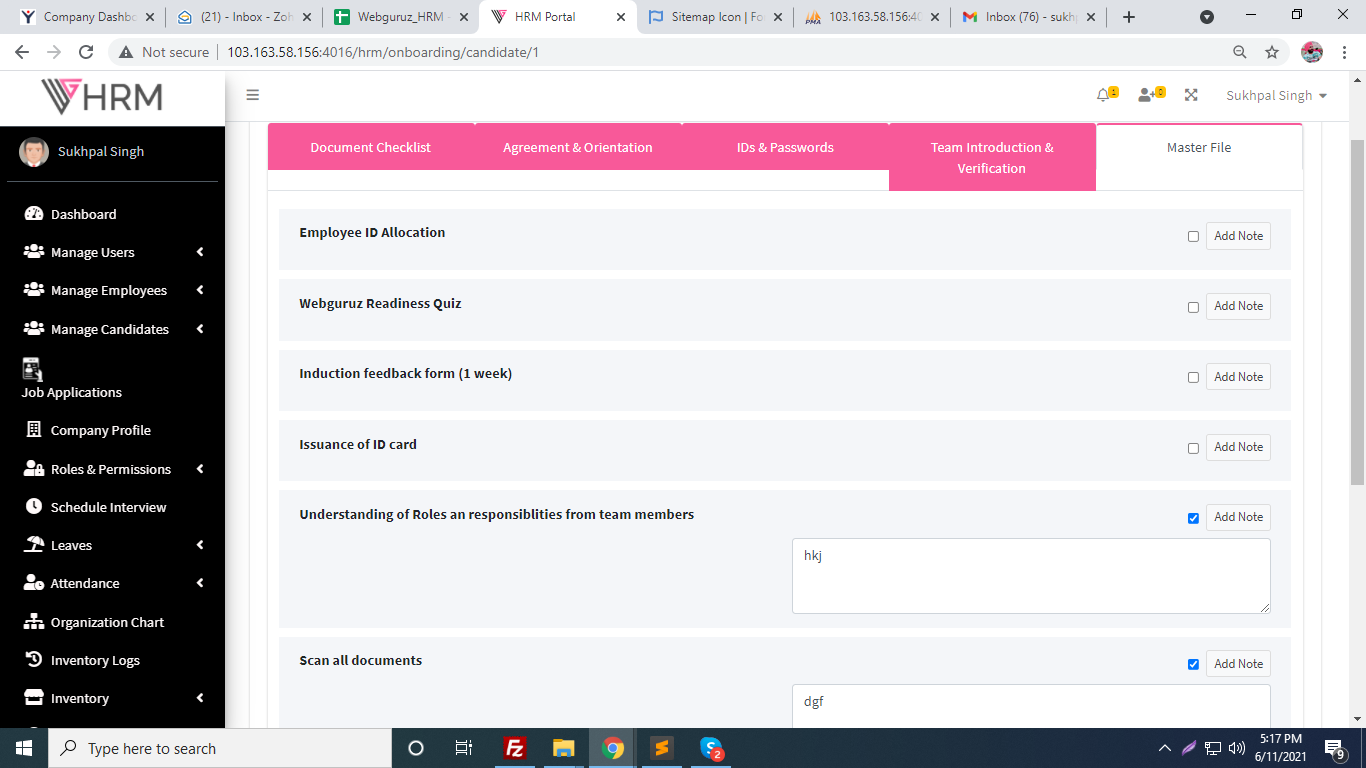 Company Dashbo
(21) - Inbox - Zoh
Webguruz_HRM -
HRM Portal
Sitemap Icon | Fo
103.163.58.156:40
Inbox (76) - sukhp
Not secure
103.163.58.156:4016/hrm/onboarding/candidate/1
HRM
1
0
Sukhpal Singh
Sukhpal Singh
Dashboard
Manage Users
Manage Employees
Manage Candidates
Job Applications
Company Profile
Roles & Permissions
Schedule Interview
Leaves
Attendance
Organization Chart
Inventory Logs
Inventory
Document Checklist
Agreement & Orientation
IDs & Passwords
Team Introduction &
Verification
Master File
Employee ID Allocation
Add Note
Webguruz Readiness Quiz
Add Note
Induction feedback form (1 week)
Add Note
Issuance of ID card
Add Note
Understanding of Roles an responsiblities from team members
Add Note
hkj
Scan all documents
Add Note
dgf
Type here to search
2
5:17 PM
6/11/2021
9